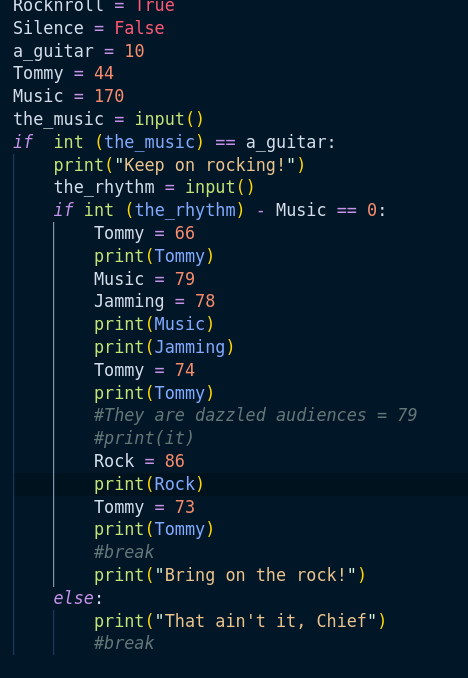 Rocknroll = True
Silence = False
a_guitar = 10
Tommy = 44
Music = 170
the_music = input()
if  int (the_music) == a_guitar:
    print("Keep on rocking!")
    the_rhythm = input()
    if int (the_rhythm) - Music == 0:
        Tommy = 66
        print(Tommy)
        Music = 79
        Jamming = 78
        print(Music)
        print(Jamming)
        Tommy = 74
        print(Tommy)
        #They are dazzled audiences = 79
        #print(it)
        Rock = 86
        print(Rock)
        Tommy = 73
        print(Tommy)
        #break
        print("Bring on the rock!")
    else:
        print("That ain't it, Chief")
        #break